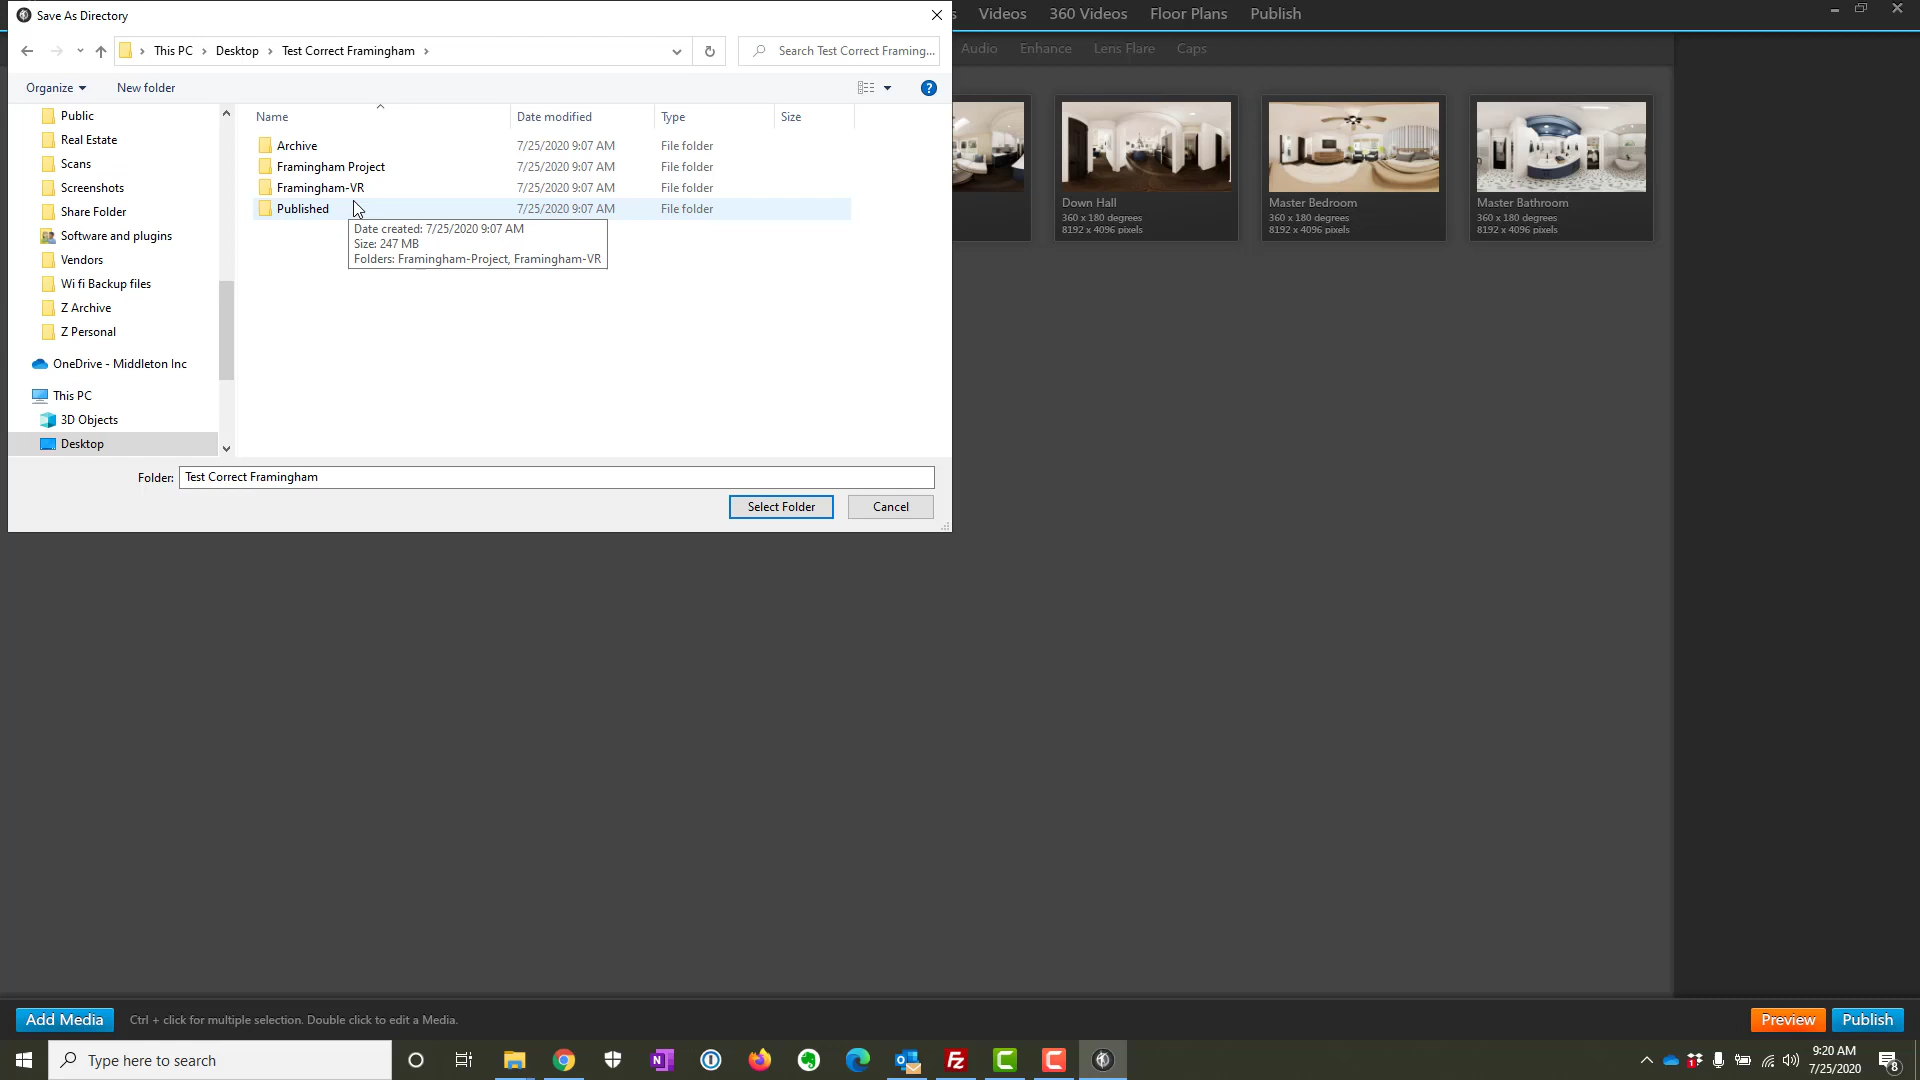 Save As Directory
This PC > Desktop > Test Correct Framingham >
Search Test Correct Framing...
Organize
New folder
Name
Date modified
Type
Size
Public
Real Estate
Scans
Screenshots
Share Folder
Software and plugins
Vendors
Wi fi Backup files
Z Archive
Z Personal
OneDrive - Middleton Inc
This PC
3D Objects
Desktop
Archive 7/25/2020 9:07 AM File folder
Framingham Project 7/25/2020 9:07 AM File folder
Framingham-VR 7/25/2020 9:07 AM File folder
Published 7/25/2020 9:07 AM File folder
Date created: 7/25/2020 9:07 AM
Size: 247 MB
Folders: Framingham-Project, Framingham-VR
Folder: Test Correct Framingham
Select Folder
Cancel
Videos
360 Videos
Floor Plans
Publish
Audio
Enhance
Lens Flare
Caps
Down Hall
360 x 180 degrees
8192 x 4096 pixels
Master Bedroom
360 x 180 degrees
8192 x 4096 pixels
Master Bathroom
360 x 180 degrees
8192 x 4096 pixels
Add Media
Ctrl + click for multiple selection. Double click to edit a Media.
Preview
Publish
Type here to search
9:20 AM
7/25/2020
8